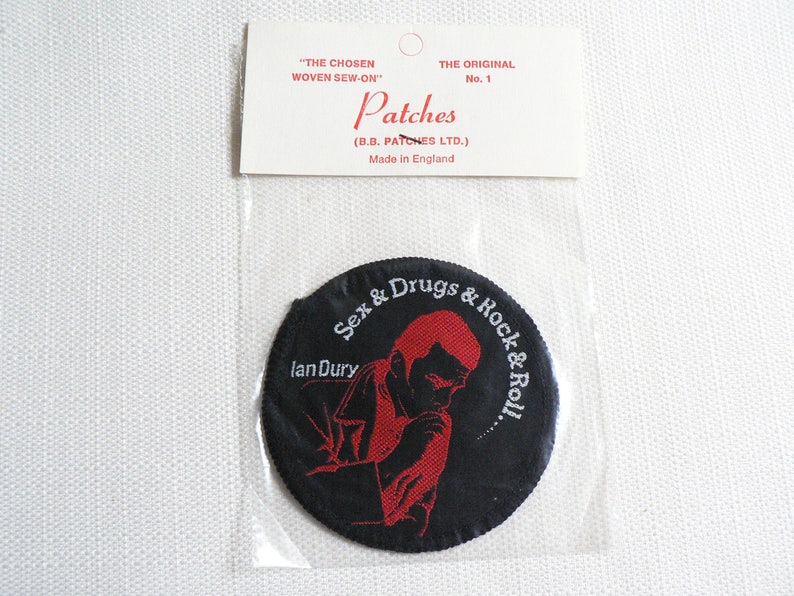 "THE CHOSEN
WOVEN SEW-ON"
THE ORIGINAL
No. 1
Patches
(B.B. PATCHES LTD.)
Made in England
Sex & Drugs & Rock & Roll....
Ian Dury